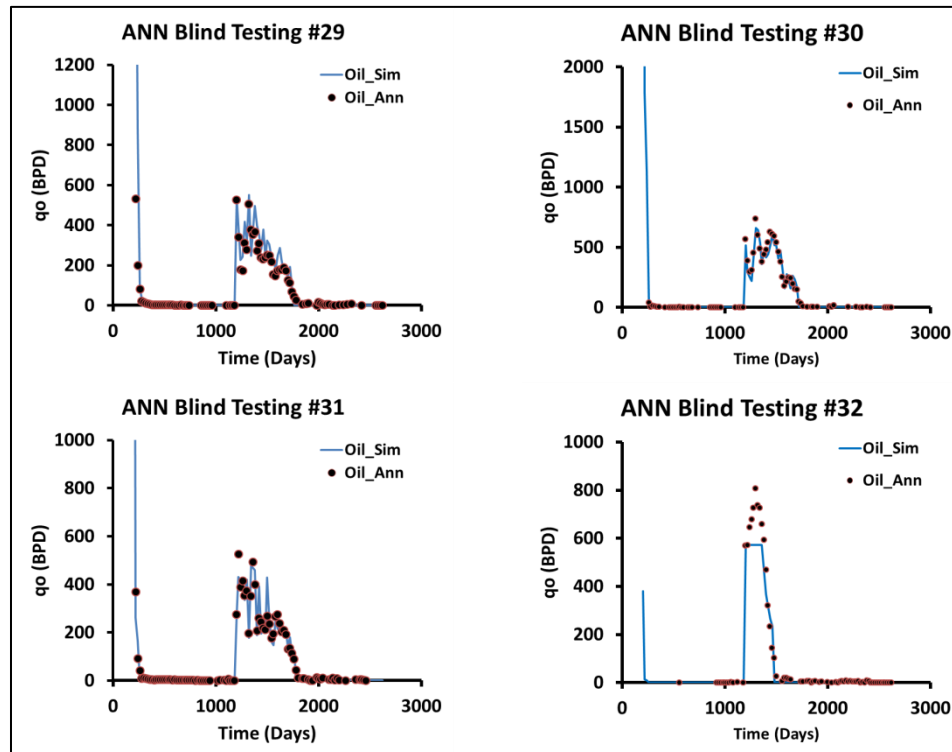 ANN Blind Testing #29
1200
1000
800
600
400
200
0
qo (BPD)
Oil_Sim
Oil_Ann
0 1000 2000 3000
Time (Days)
ANN Blind Testing #30
2000
1500
1000
500
0
qo (BPD)
Oil_Sim
Oil_Ann
0 1000 2000 3000
Time (Days)
ANN Blind Testing #31
1000
800
600
400
200
0
qo (BPD)
Oil_Sim
Oil_Ann
0 1000 2000 3000
Time (Days)
ANN Blind Testing #32
1000
800
600
400
200
0
qo (BPD)
Oil_Sim
Oil_Ann
0 1000 2000 3000
Time (Days)